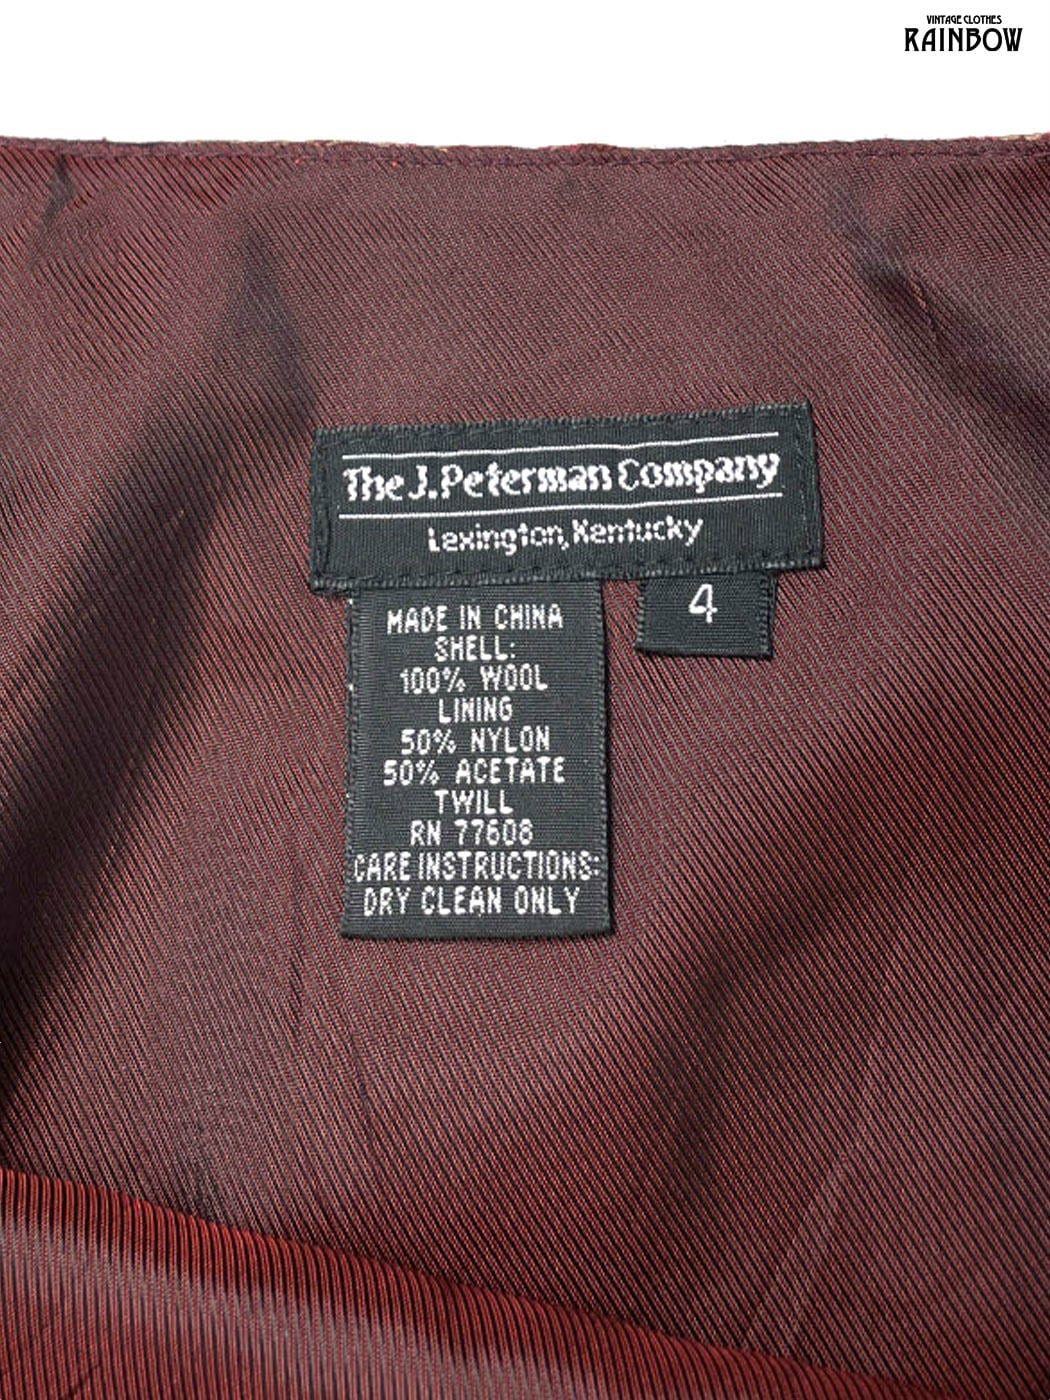 VINTAGE CLOTHES
RAINBOW
The J. Peterman Company
Lexington, Kentucky
4
MADE IN CHINA
SHELL:
100% WOOL
LINING
50% NYLON
50% ACETATE
TWILL
RN 77608
CARE INSTRUCTIONS:
DRY CLEAN ONLY